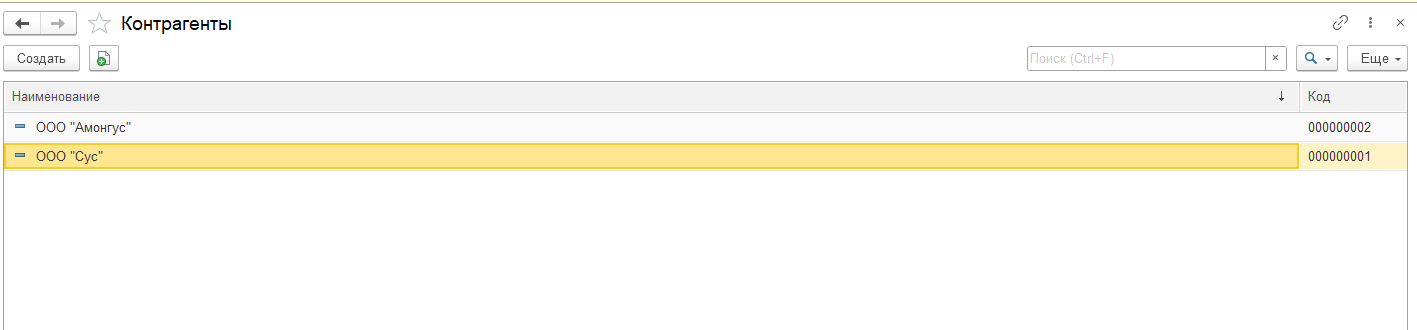 Контрагенты
Создать Поиск (Ctrl+F) Еще
Наименование Код
ООО "Амонгус" 000000002
ООО "Сус" 000000001